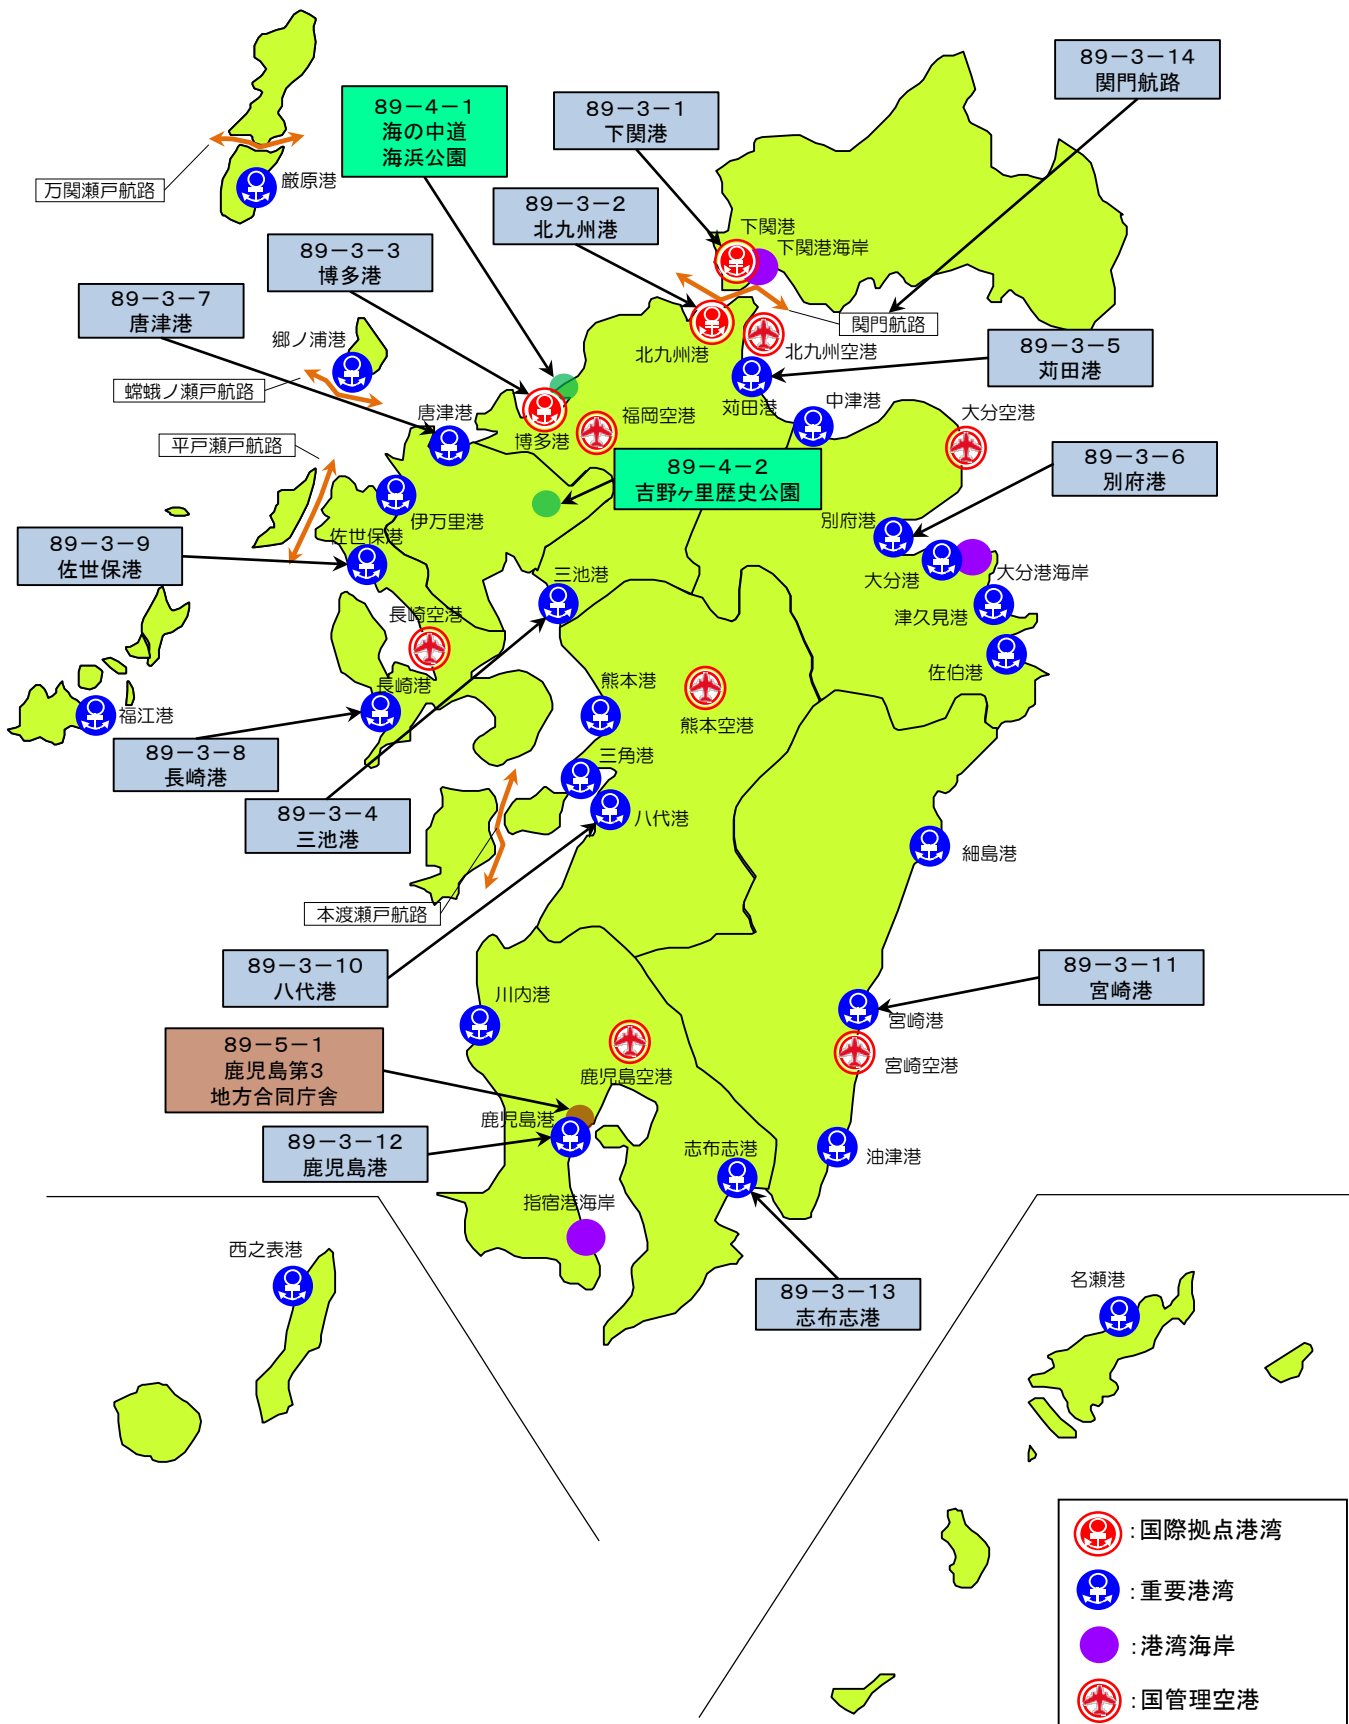 89－3－14
関門航路
89－4－1
海の中道
海浜公園
89－3－1
下関港
万関瀬戸航路
厳原港
89－3－2
北九州港
下関港
下関港海岸
89－3－3
博多港
89－3－7
唐津港
郷ノ浦港
関門航路
北九州港
北九州空港
89－3－5
苅田港
蟐蛾ノ瀬戸航路
唐津港
博多港
福岡空港
苅田港
中津港
大分空港
平戸瀬戸航路
89－4－2
吉野ヶ里歴史公園
89－3－6
別府港
伊万里港
別府港
89－3－9
佐世保港
佐世保港
三池港
大分港
大分港海岸
長崎空港
津久見港
佐伯港
長崎港
熊本港
熊本空港
福江港
89－3－8
長崎港
三角港
89－3－4
三池港
八代港
細島港
本渡瀬戸航路
89－3－10
八代港
89－3－11
宮崎港
川内港
宮崎港
89－5－1
鹿児島第3
地方合同庁舎
鹿児島空港
宮崎空港
鹿児島港
89－3－12
鹿児島港
志布志港
油津港
指宿港海岸
西之表港
89－3－13
志布志港
名瀬港
：国際拠点港湾
：重要港湾
：港湾海岸
：国管理空港